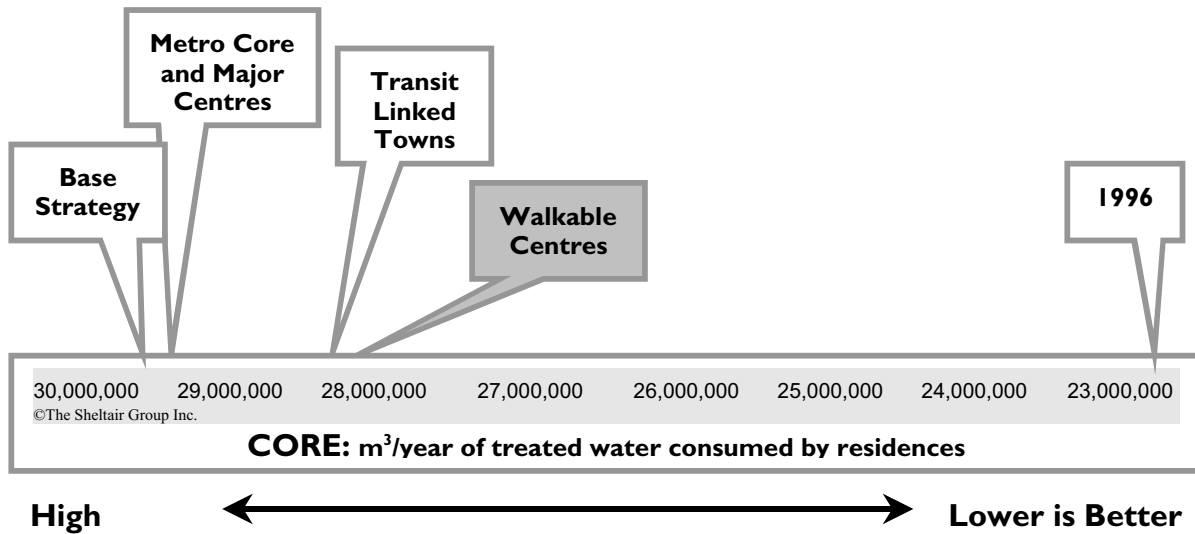 Metro Core
and Major
Centres
Transit
Linked
Towns
Base
Strategy
Walkable
Centres
1996
30,000,000 29,000,000 28,000,000 27,000,000 26,000,000 25,000,000 24,000,000 23,000,000
©The Sheltair Group Inc.
CORE: m³/year of treated water consumed by residences
High Lower is Better